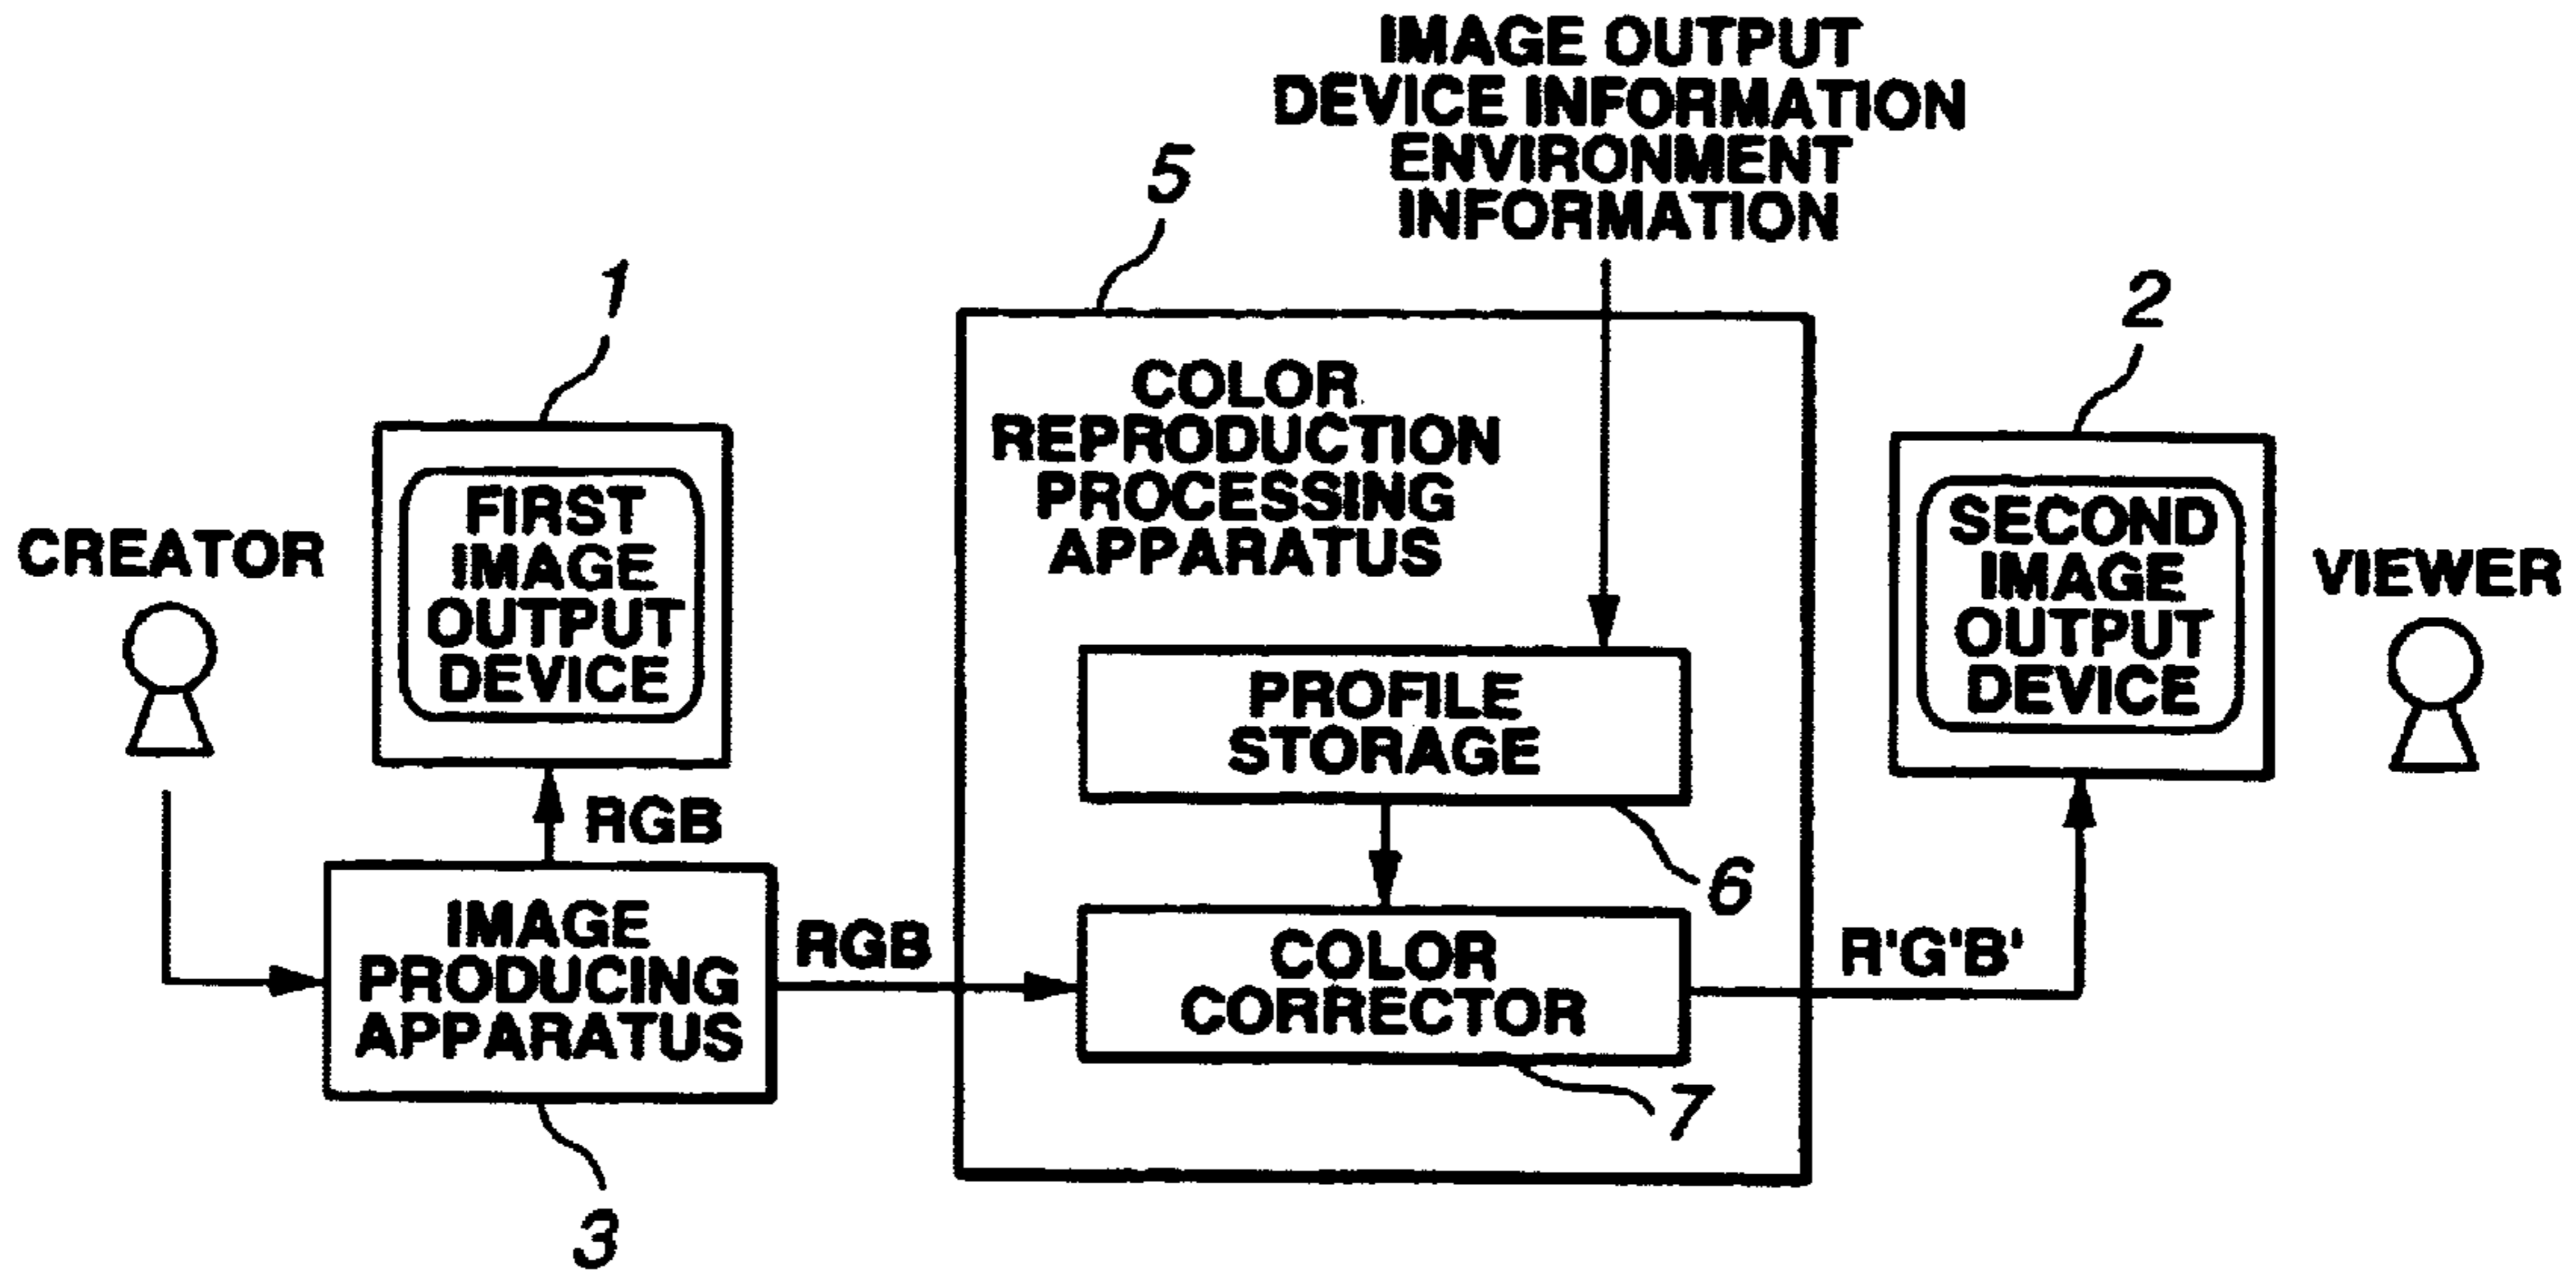 IMAGE OUTPUT
DEVICE INFORMATION
ENVIRONMENT
INFORMATION
5
1
2
CREATOR
FIRST
IMAGE
OUTPUT
DEVICE
COLOR
REPRODUCTION
PROCESSING
APPARATUS
SECOND
IMAGE
OUTPUT
DEVICE
VIEWER
PROFILE
STORAGE
6
RGB
IMAGE
PRODUCING
APPARATUS
3
RGB
COLOR
CORRECTOR
7
R'G'B'